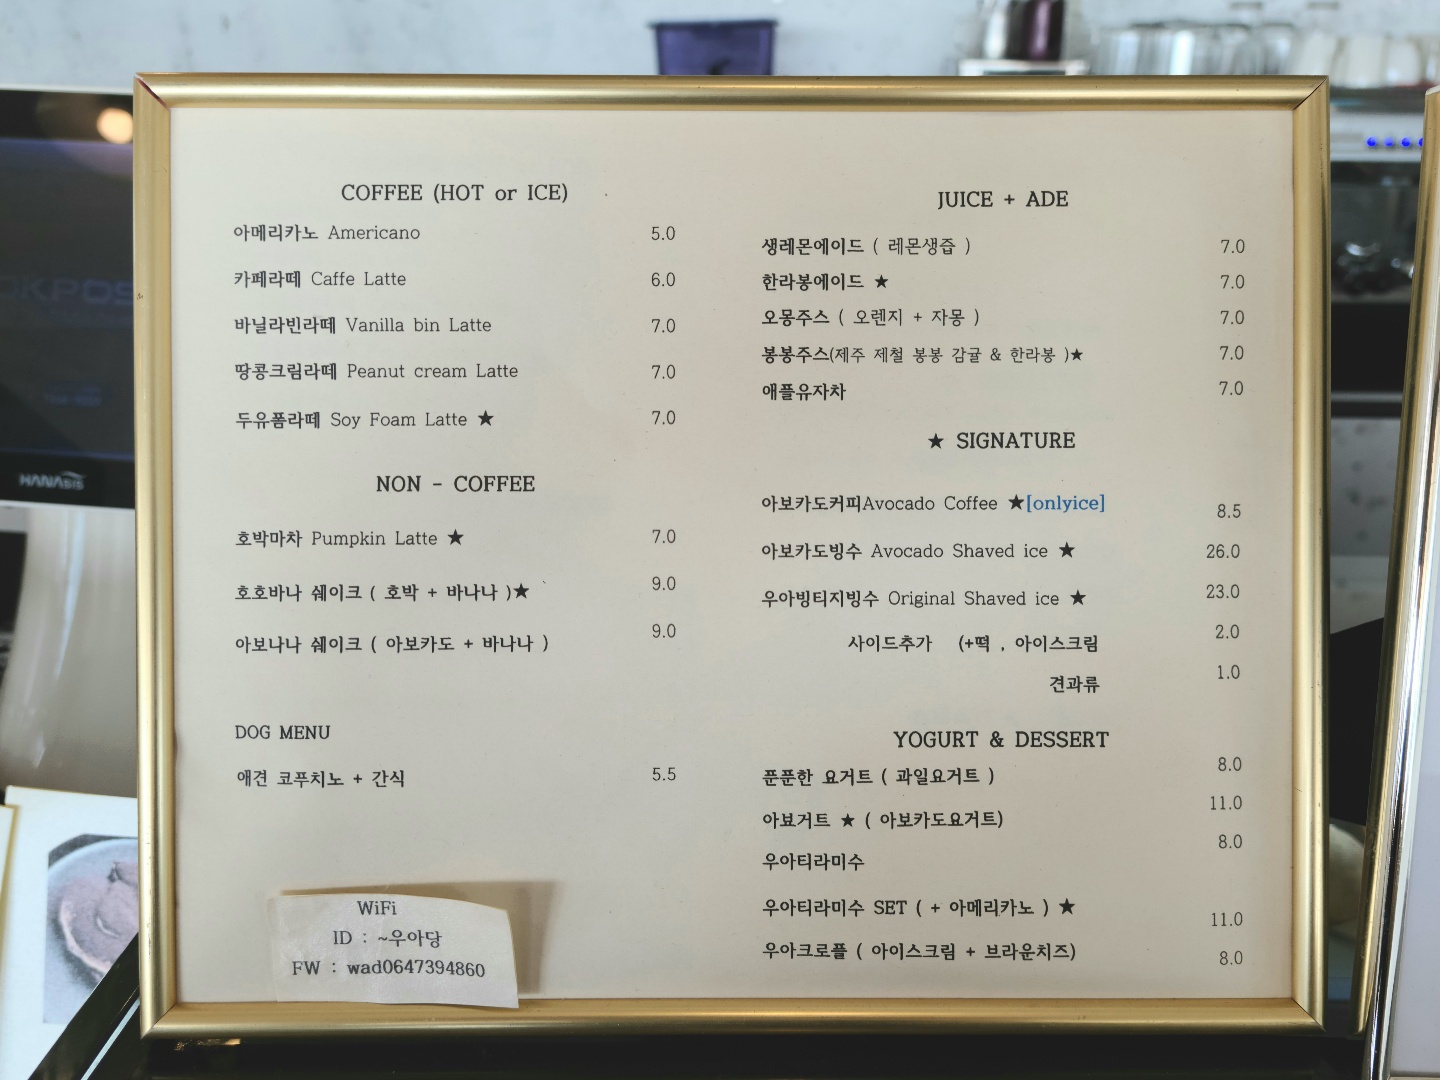 COFFEE (HOT or ICE)
아메리카노 Americano 5.0
카페라떼 Caffe Latte 6.0
바닐라빈라떼 Vanilla bin Latte 7.0
땅콩크림라떼 Peanut cream Latte 7.0
두유폼라떼 Soy Foam Latte ★ 7.0
NON - COFFEE
호박마차 Pumpkin Latte ★ 7.0
호호바나 쉐이크 ( 호박 + 바나나 )★ 9.0
아보나나 쉐이크 ( 아보카도 + 바나나 ) 9.0
DOG MENU
애견 코푸치노 + 간식 5.5
WiFi
ID : ~우아당
FW : wad0647394860
JUICE + ADE
생레몬에이드 ( 레몬생즙 ) 7.0
한라봉에이드 ★ 7.0
오몽주스 ( 오렌지 + 자몽 ) 7.0
봉봉주스(제주 제철 봉봉 감귤 & 한라봉 )★ 7.0
애플유자차 7.0
★ SIGNATURE
아보카도커피Avocado Coffee ★[onlyice] 8.5
아보카도빙수 Avocado Shaved ice ★ 26.0
우아빙티지빙수 Original Shaved ice ★ 23.0
사이드추가 (+떡 , 아이스크림 2.0
견과류 1.0
YOGURT & DESSERT
푼푼한 요거트 ( 과일요거트 ) 8.0
아뵤거트 ★ ( 아보카도요거트) 11.0
우아티라미수 8.0
우아티라미수 SET ( + 아메리카노 ) ★ 11.0
우아크로플 ( 아이스크림 + 브라운치즈) 8.0
OKPOS
HANASIS